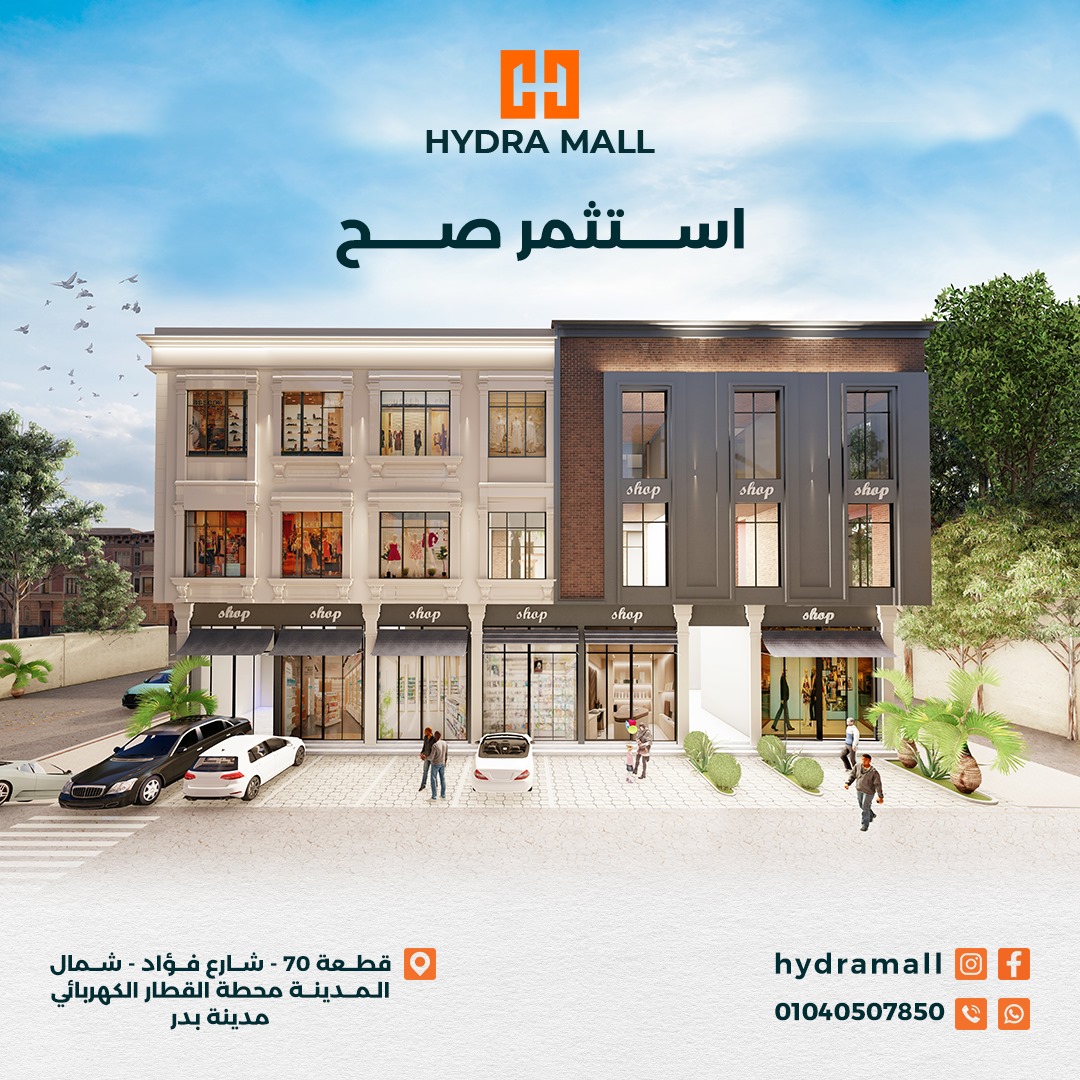 HYDRA MALL
استثمر صح
shop shop shop
shop shop shop shop shop shop
قطعة 70 - شارع فؤاد - شمال
المدينة محطة القطار الكهربائي
مدينة بدر
hydramall
01040507850